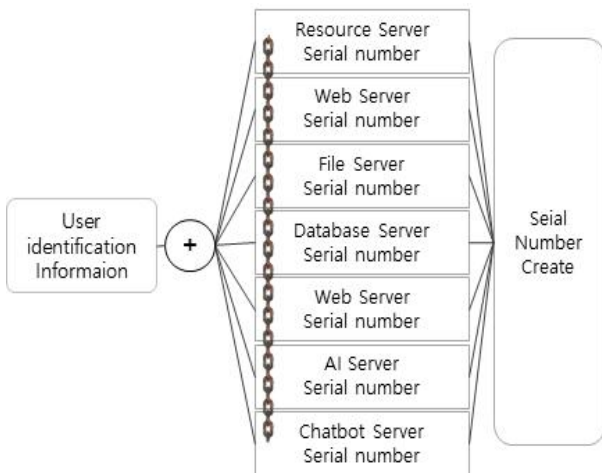 User
identification
Informaion
+
Resource Server
Serial number
Web Server
Serial number
File Server
Serial number
Database Server
Serial number
Web Server
Serial number
AI Server
Serial number
Chatbot Server
Serial number
Seial
Number
Create